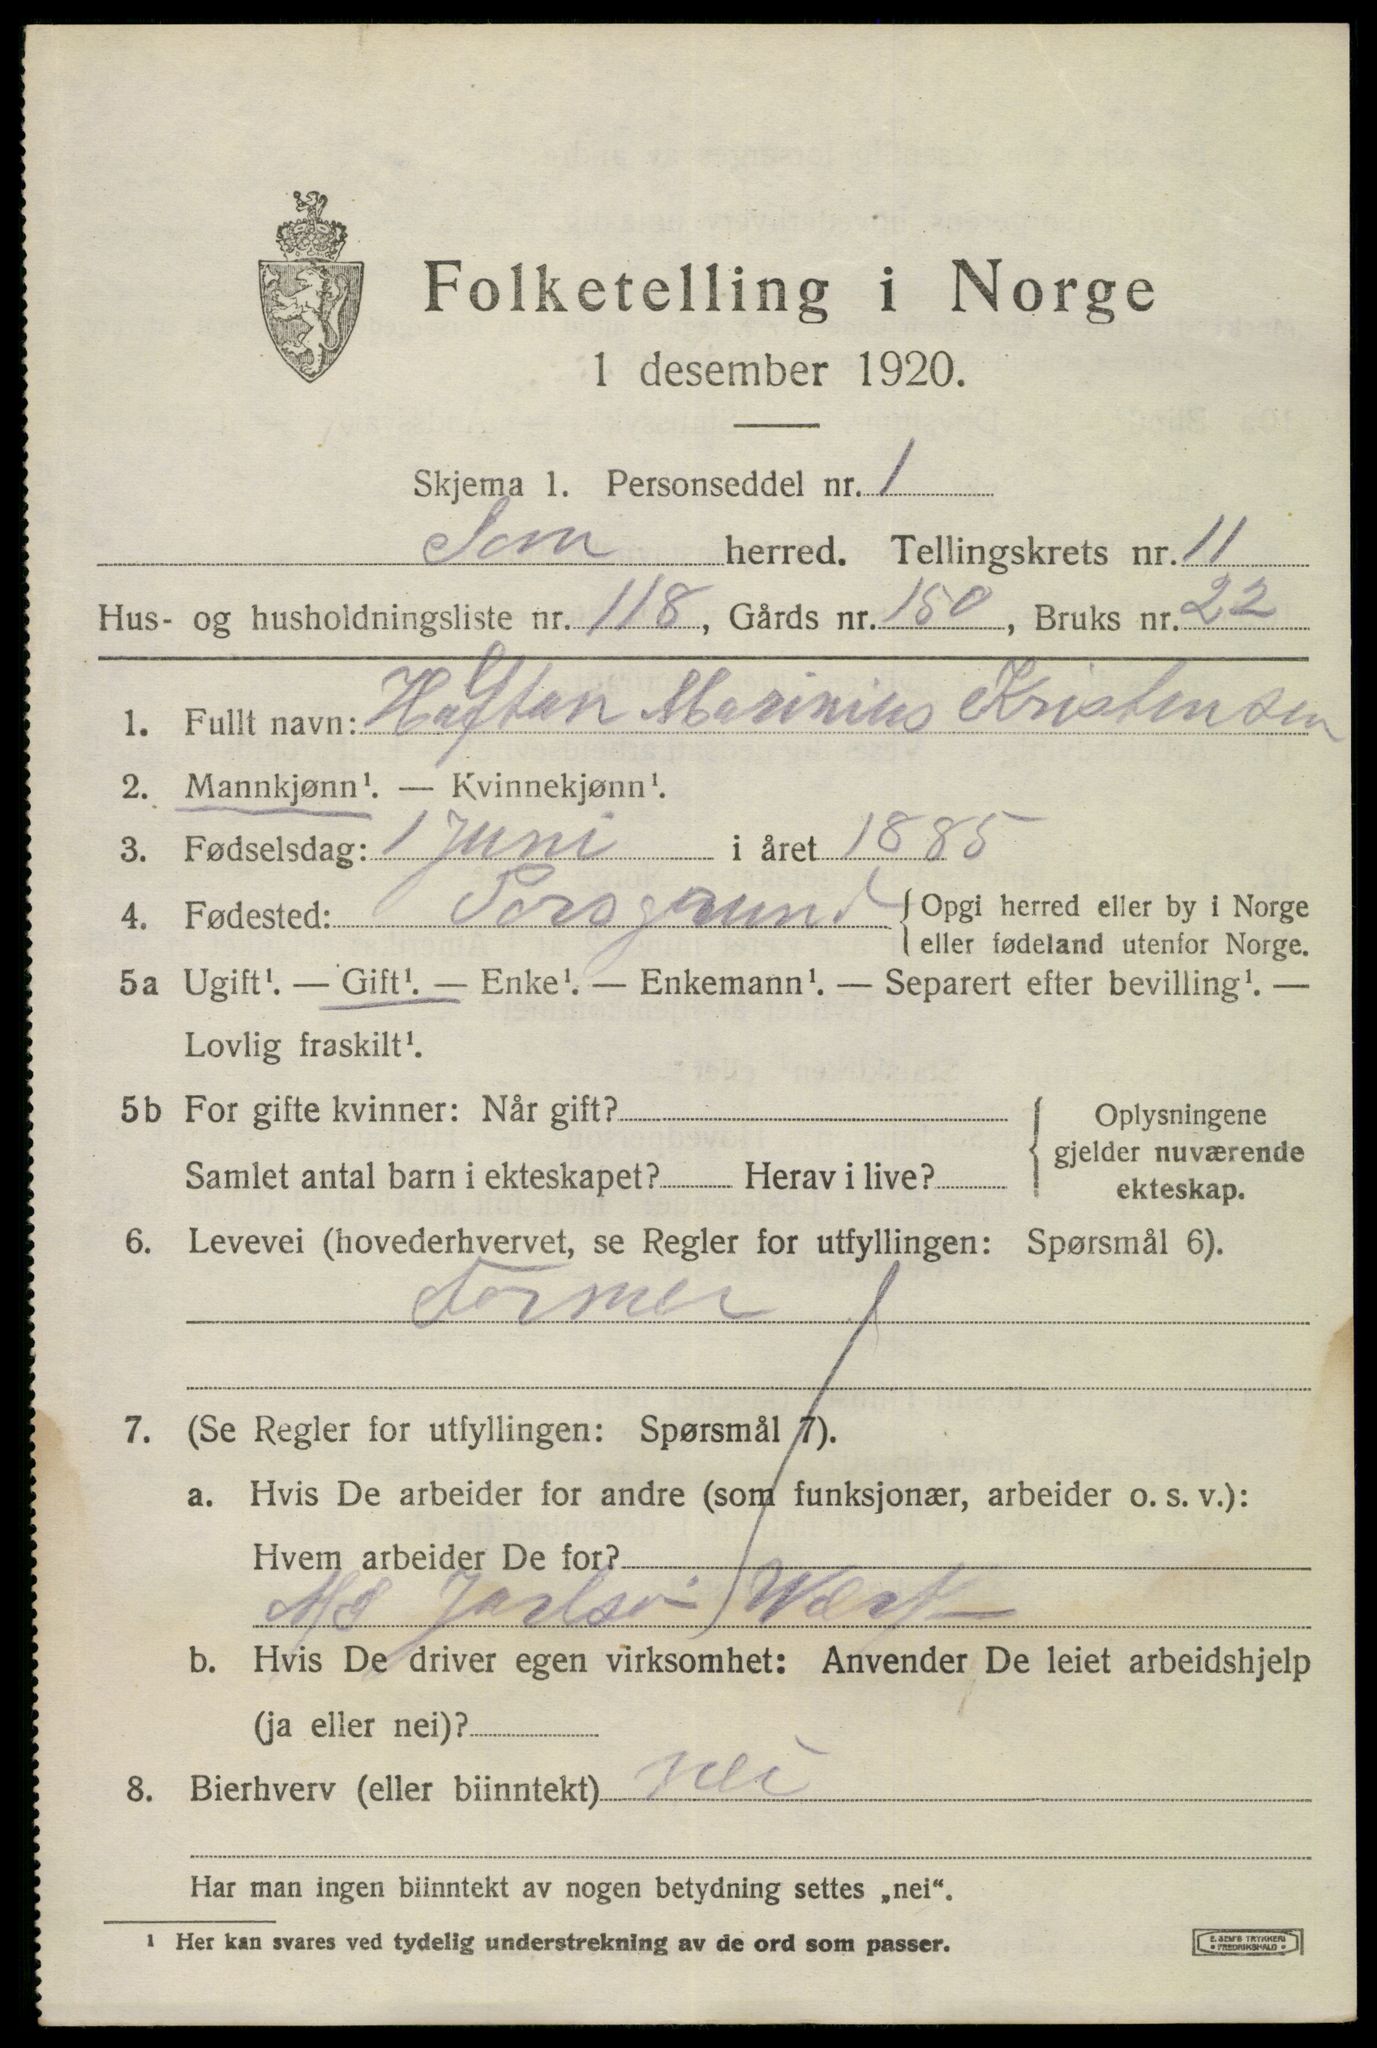 Folketelling i Norge
1 desember 1920.
Skjema 1. Personseddel nr. 1
Sem herred. Tellingskrets nr. 11
Hus- og husholdningsliste nr. 118, Gårds nr. 150, Bruks nr. 22
1. Fullt navn: Haftan Marinius Kristensen
2. Mannkjønn¹. — Kvinnekjønn¹.
3. Fødselsdag: 1 Juni i året 1885
4. Fødested: Porsgrund { Opgi herred eller by i Norge
eller fødeland utenfor Norge.
5a Ugift¹. — Gift¹. — Enke¹. — Enkemann¹. — Separert efter bevilling¹. —
Lovlig fraskilt¹.
5b For gifte kvinner: Når gift?
Samlet antal barn i ekteskapet? Herav i live?
{ Oplysningene
gjelder nuværende
ekteskap.
6. Levevei (hovederhvervet, se Regler for utfyllingen: Spørsmål 6).
Former
7. (Se Regler for utfyllingen: Spørsmål 7).
a. Hvis De arbeider for andre (som funksjonær, arbeider o. s. v.):
Hvem arbeider De for?
A/S Jarlsø Værft
b. Hvis De driver egen virksomhet: Anvender De leiet arbeidshjelp
(ja eller nei)?
8. Bierhverv (eller biinntekt) nei
Har man ingen biinntekt av nogen betydning settes „nei“.
¹ Her kan svares ved tydelig understrekning av de ord som passer.
E. SEM'S TRYKKERI
• FREDRIKSHALD •